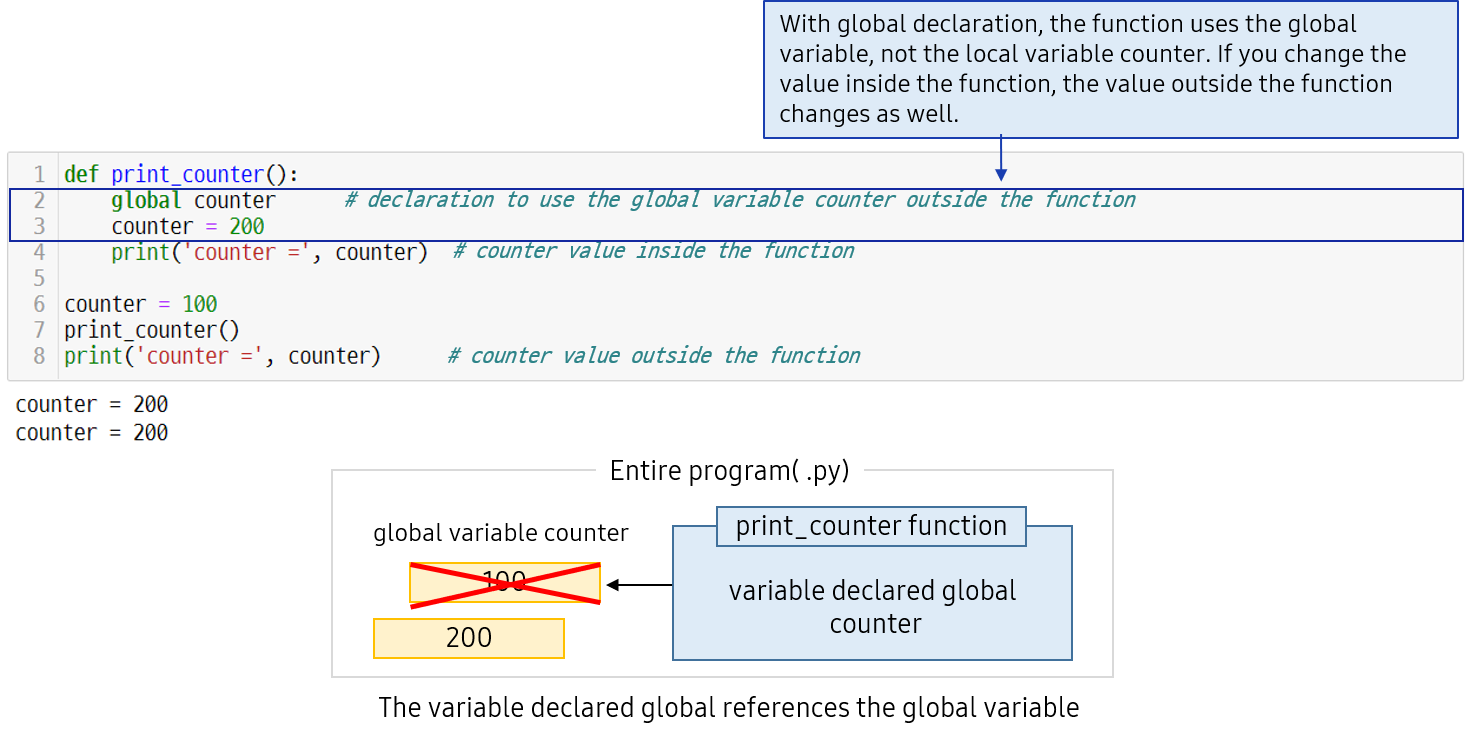 With global declaration, the function uses the global
variable, not the local variable counter. If you change the
value inside the function, the value outside the function
changes as well.
1 def print_counter():
2     global counter      # declaration to use the global variable counter outside the function
3     counter = 200
4     print('counter =', counter)  # counter value inside the function
5
6 counter = 100
7 print_counter()
8 print('counter =', counter)      # counter value outside the function
counter = 200
counter = 200
Entire program( .py)
global variable counter
100
200
print_counter function
variable declared global
counter
The variable declared global references the global variable